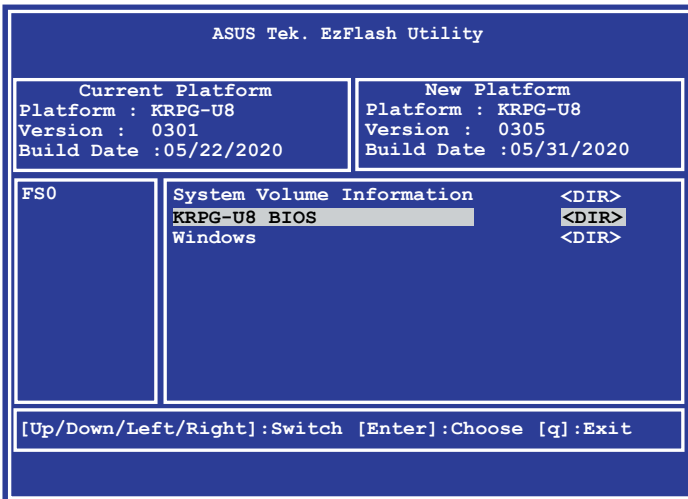 ASUS Tek. EzFlash Utility
Current Platform
Platform : KRPG-U8
Version : 0301
Build Date :05/22/2020
New Platform
Platform : KRPG-U8
Version : 0305
Build Date :05/31/2020
FS0
System Volume Information <DIR>
KRPG-U8 BIOS <DIR>
Windows <DIR>
[Up/Down/Left/Right]:Switch [Enter]:Choose [q]:Exit